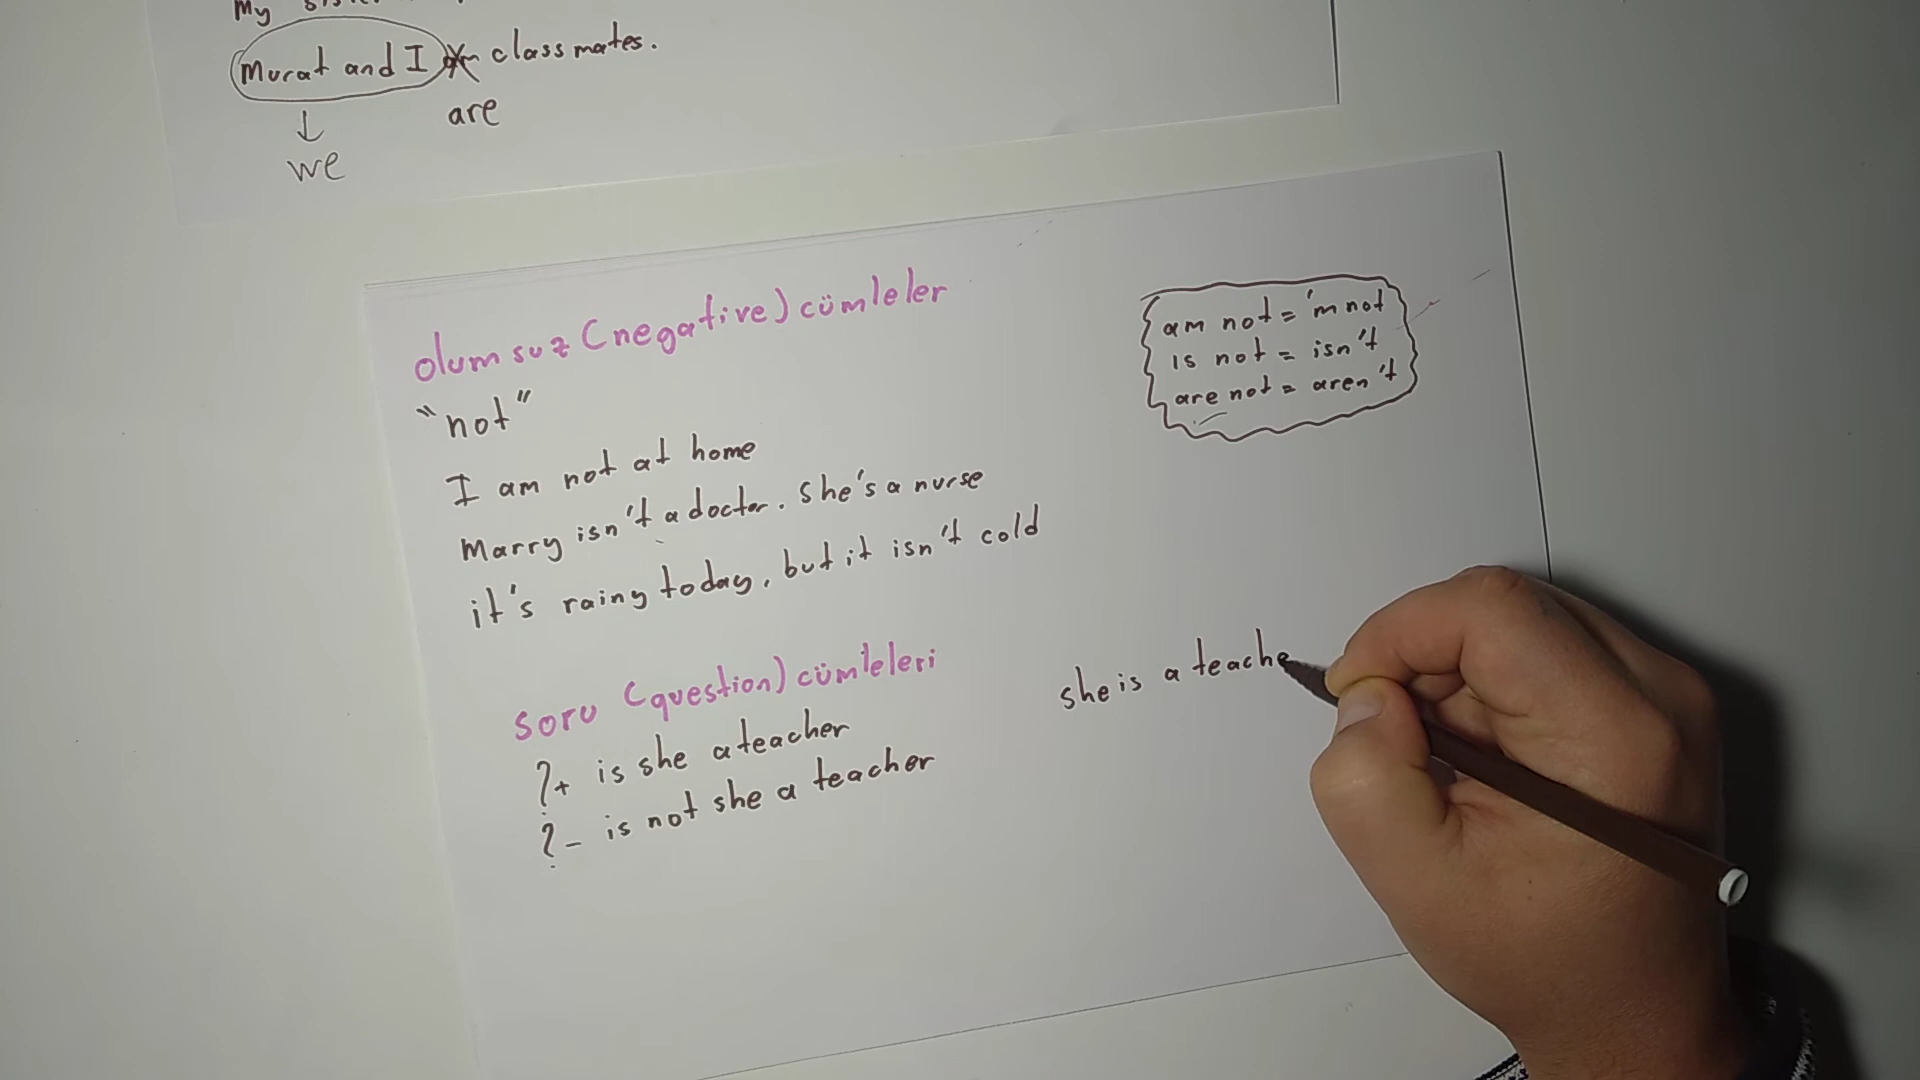 My
Murat and I am classmates.
are
↓
we
olumsuz (negative) cümleler
"not"
I am not at home
Marry isn't a doctor. She's a nurse
it's rainy today, but it isn't cold
am not = 'm not
is not = isn't
are not = aren't
soru (question) cümleleri
?+ is she a teacher
?- is not she a teacher
she is a teache